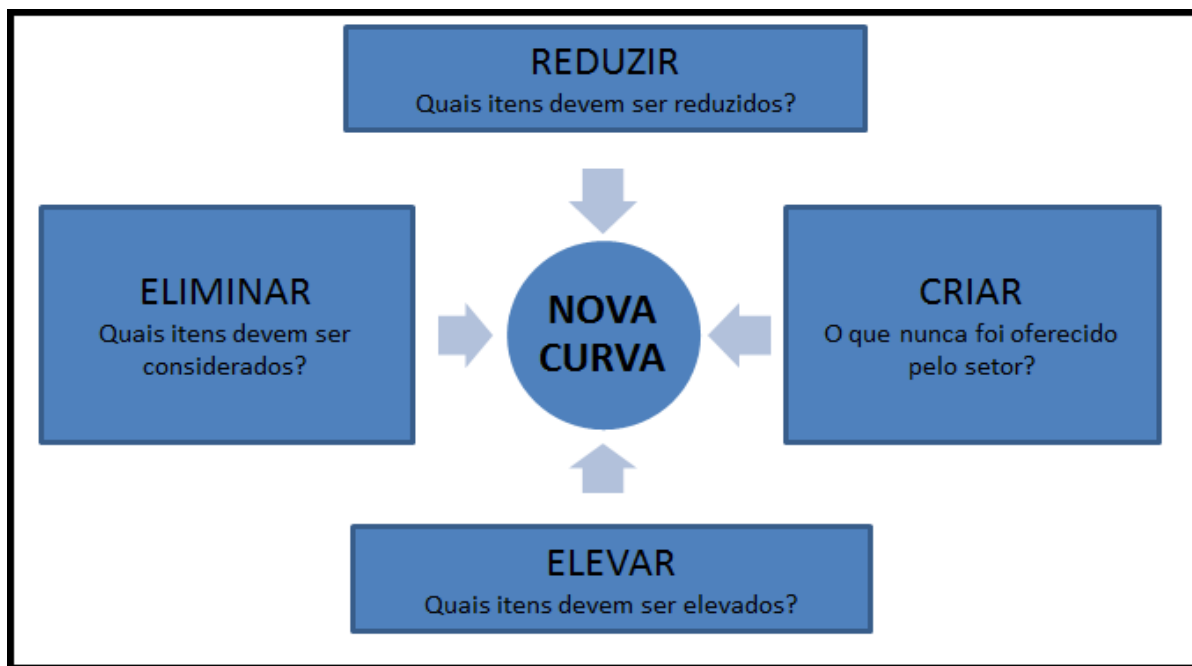 REDUZIR
Quais itens devem ser reduzidos?
ELIMINAR
Quais itens devem ser
considerados?
NOVA
CURVA
CRIAR
O que nunca foi oferecido
pelo setor?
ELEVAR
Quais itens devem ser elevados?